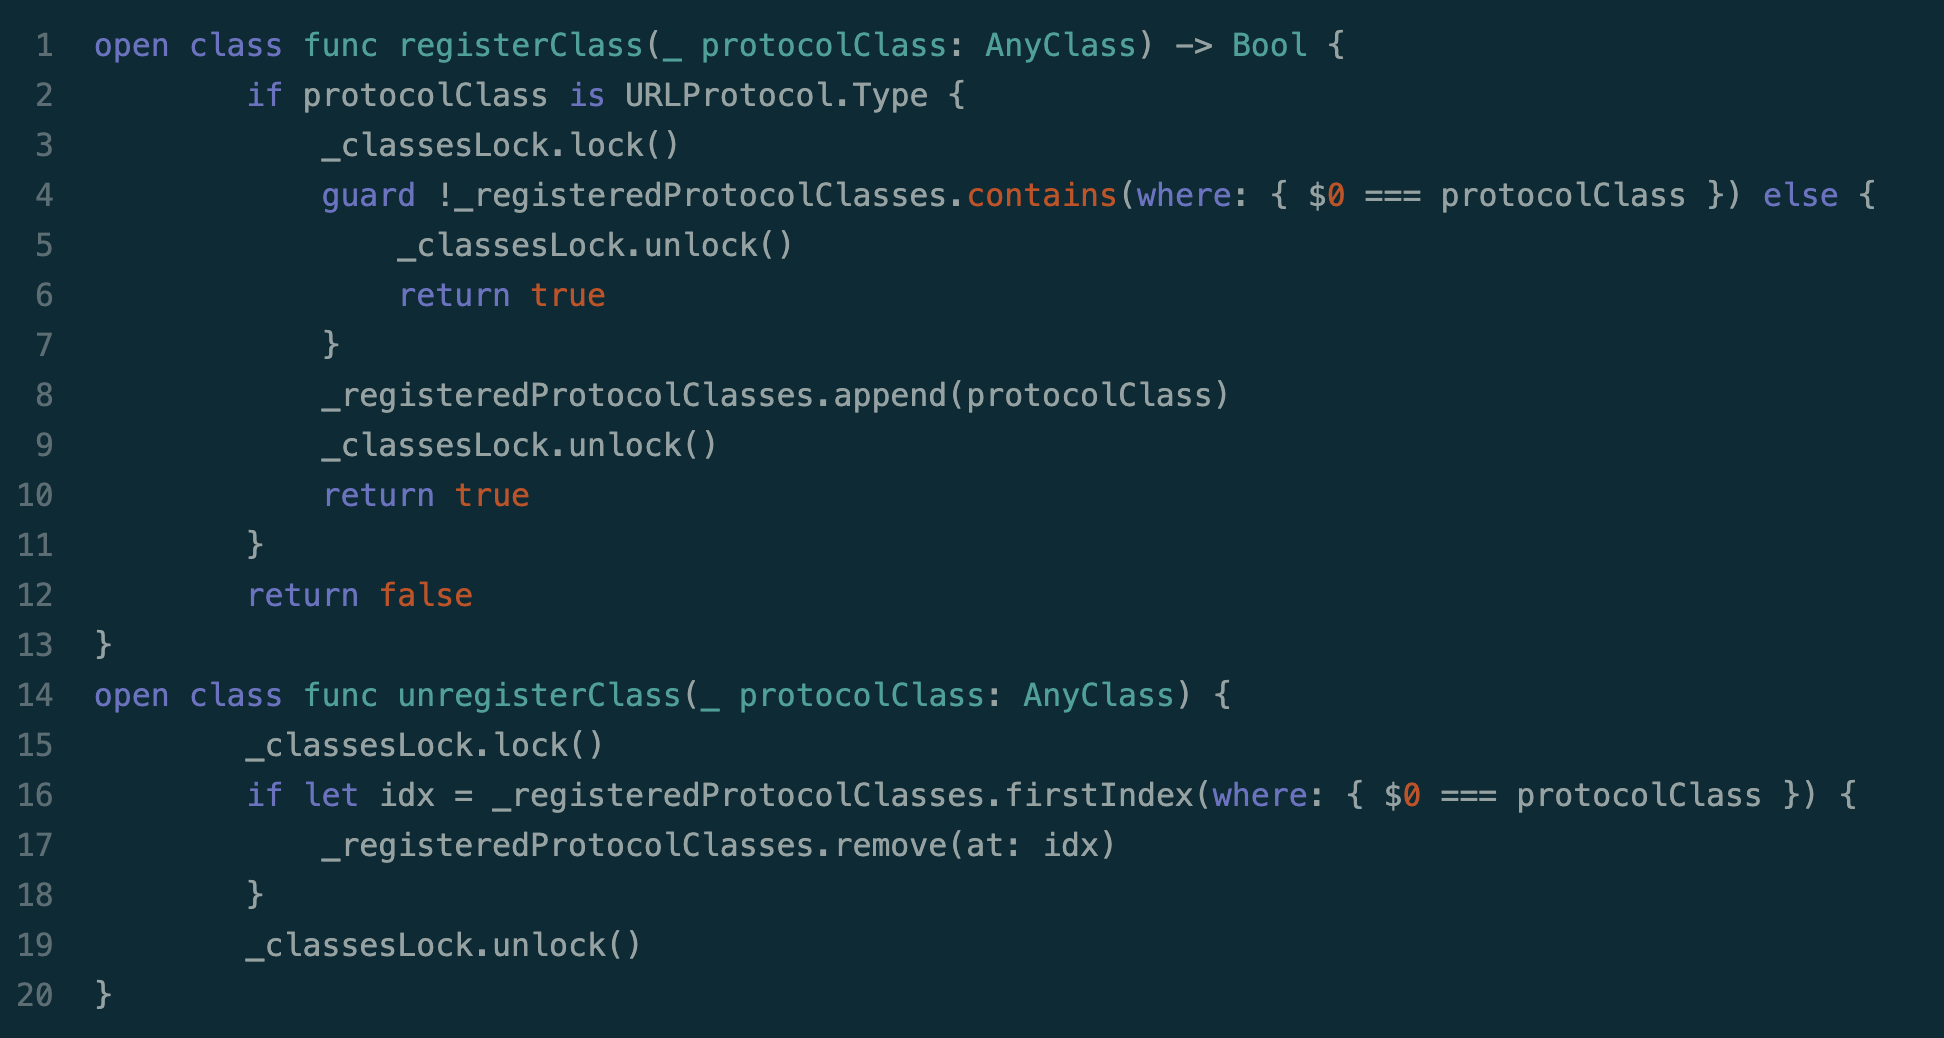 1 open class func registerClass(_ protocolClass: AnyClass) -> Bool {
2         if protocolClass is URLProtocol.Type {
3             _classesLock.lock()
4             guard !_registeredProtocolClasses.contains(where: { $0 === protocolClass }) else {
5                 _classesLock.unlock()
6                 return true
7             }
8             _registeredProtocolClasses.append(protocolClass)
9             _classesLock.unlock()
10             return true
11         }
12         return false
13 }
14 open class func unregisterClass(_ protocolClass: AnyClass) {
15         _classesLock.lock()
16         if let idx = _registeredProtocolClasses.firstIndex(where: { $0 === protocolClass }) {
17             _registeredProtocolClasses.remove(at: idx)
18         }
19         _classesLock.unlock()
20 }